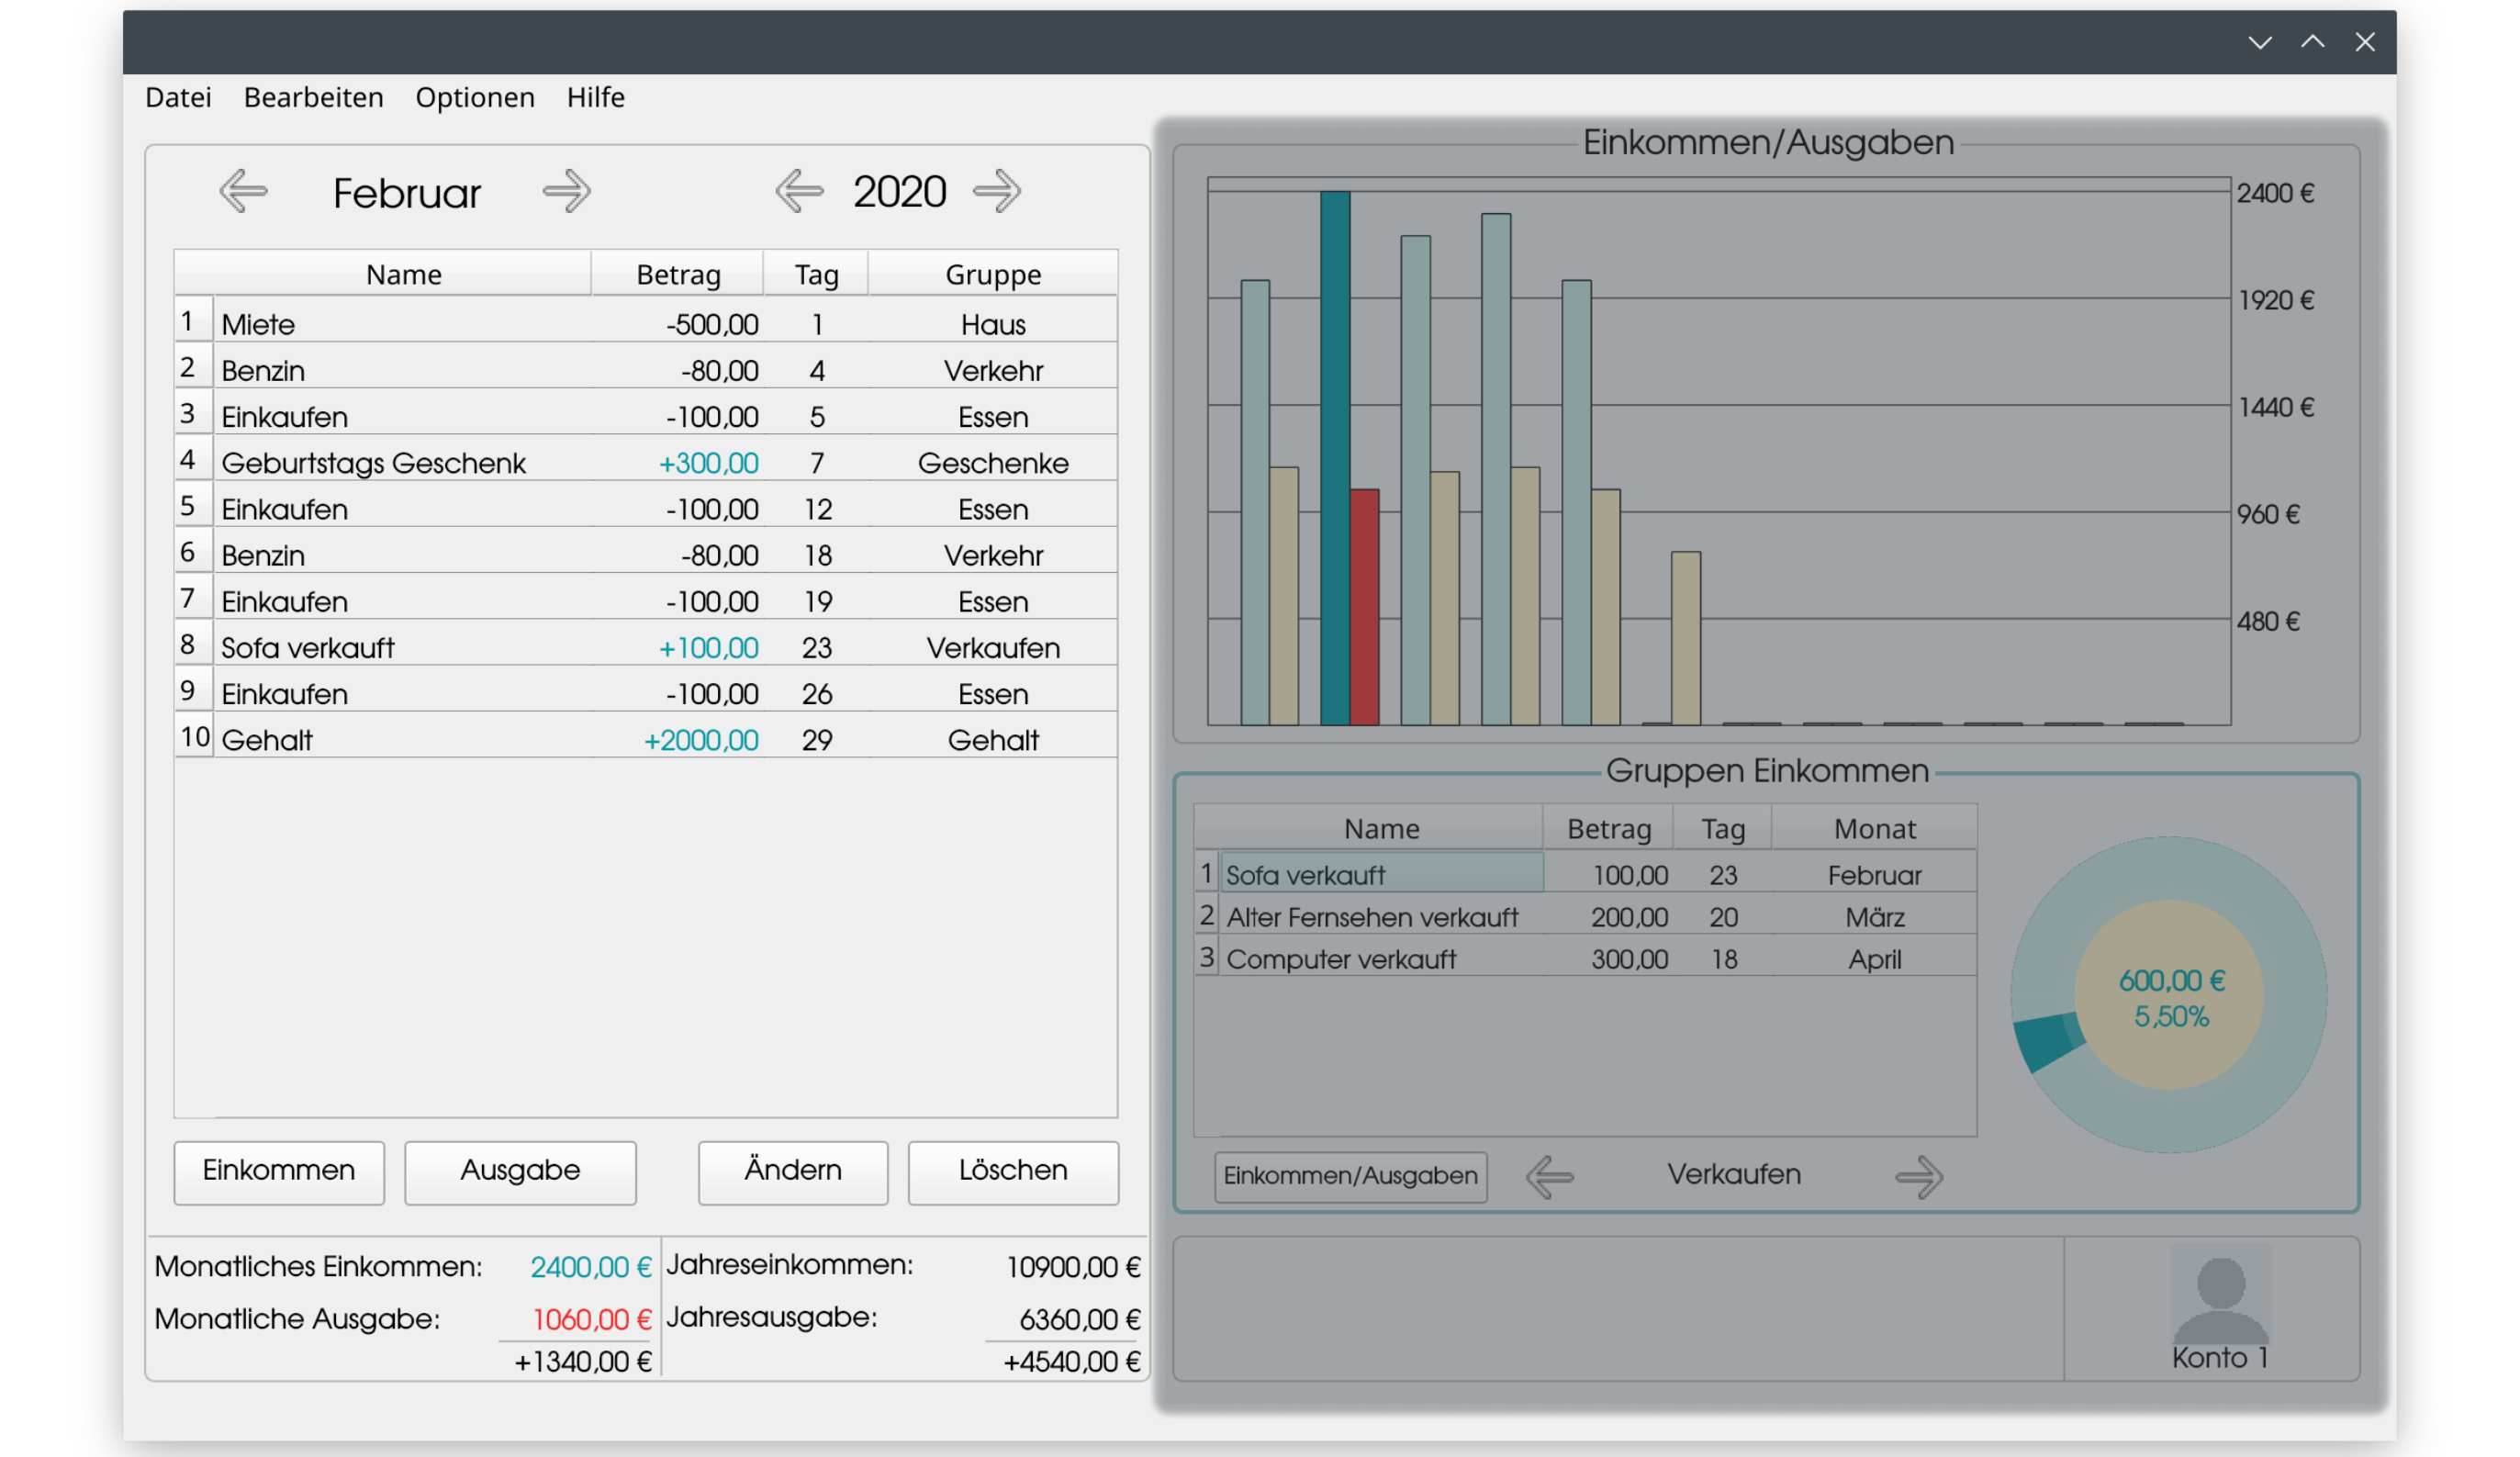 Datei Bearbeiten Optionen Hilfe
Februar 2020
Name Betrag Tag Gruppe
1 Miete -500,00 1 Haus
2 Benzin -80,00 4 Verkehr
3 Einkaufen -100,00 5 Essen
4 Geburtstags Geschenk +300,00 7 Geschenke
5 Einkaufen -100,00 12 Essen
6 Benzin -80,00 18 Verkehr
7 Einkaufen -100,00 19 Essen
8 Sofa verkauft +100,00 23 Verkaufen
9 Einkaufen -100,00 26 Essen
10 Gehalt +2000,00 29 Gehalt
Einkommen Ausgabe Ändern Löschen
Monatliches Einkommen: 2400,00 € Jahreseinkommen: 10900,00 €
Monatliche Ausgabe: 1060,00 € Jahresausgabe: 6360,00 €
+1340,00 € +4540,00 €
Einkommen/Ausgaben
2400 €
1920 €
1440 €
960 €
480 €
Gruppen Einkommen
Name Betrag Tag Monat
1 Sofa verkauft 100,00 23 Februar
2 Alter Fernsehen verkauft 200,00 20 März
3 Computer verkauft 300,00 18 April
600,00 €
5,50%
Einkommen/Ausgaben Verkaufen
Konto 1